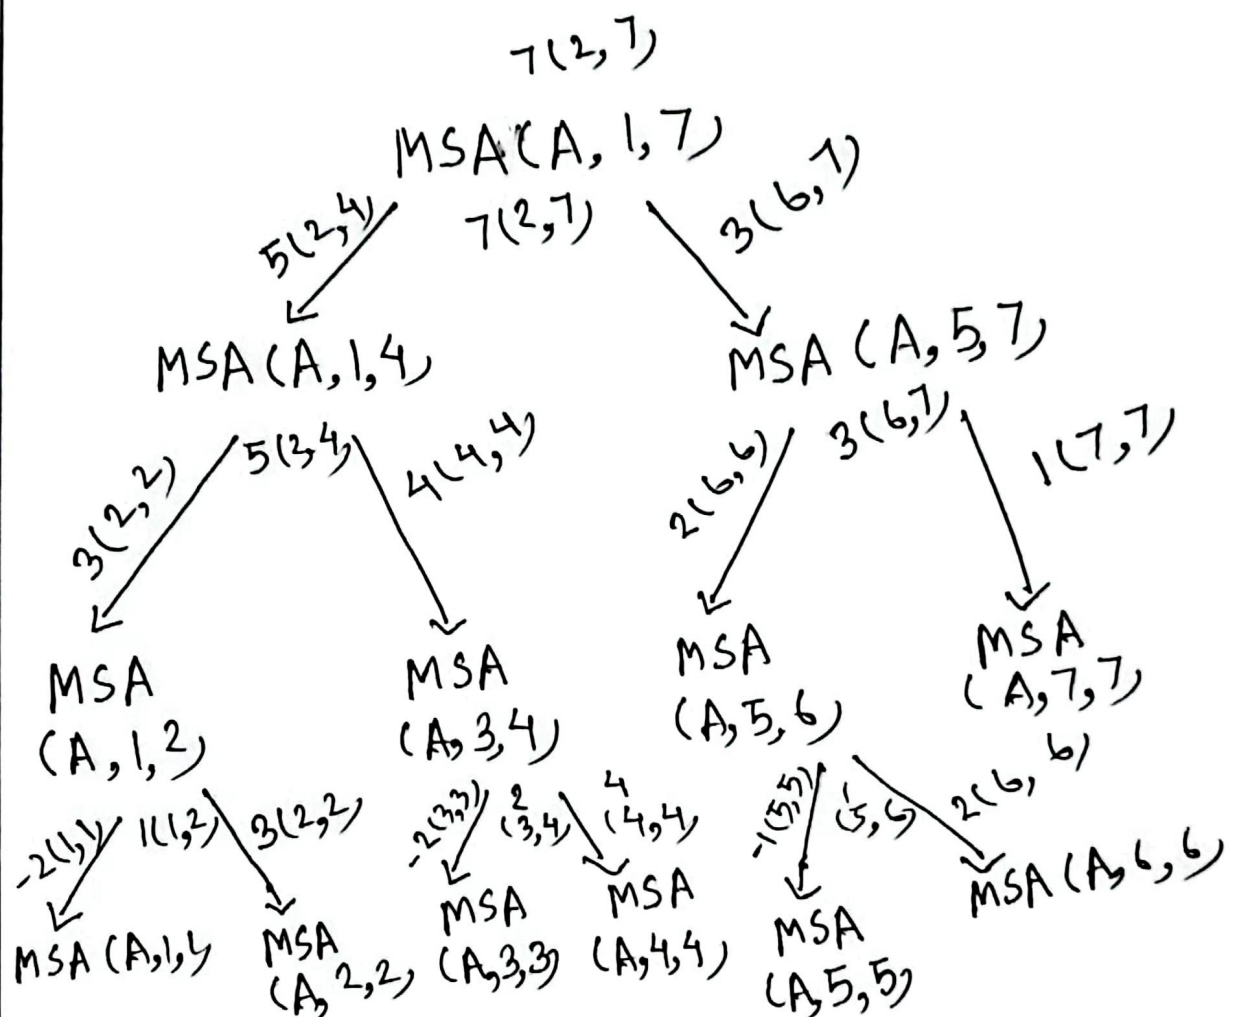 7(2,7)
MSA(A,1,7)
5(2,4) 7(2,7) 3(6,7)
MSA(A,1,4) MSA(A,5,7)
3(2,2) 5(2,4) 4(4,4) 2(6,6) 3(6,7) 1(7,7)
MSA MSA MSA MSA
(A,1,2) (A,3,4) (A,5,6) (A,7,7)
-2(1,1) 1(1,2) 3(2,2) -2(3,3) 2(3,4) 4(4,4) -1(5,5) 1(5,6) 2(6,6)
MSA(A,1,1) MSA MSA MSA MSA MSA(A,6,6)
(A,2,2) (A,3,3) (A,4,4) (A,5,5)